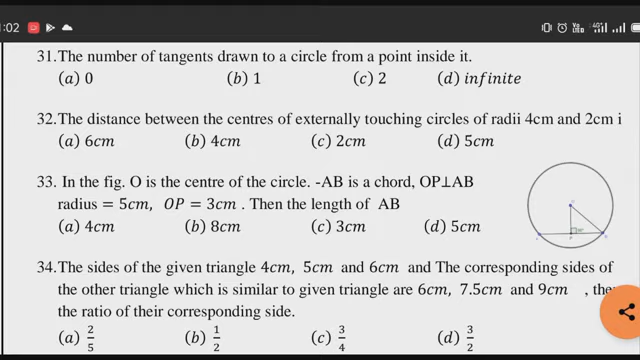 :02
31.The number of tangents drawn to a circle from a point inside it.
(a) 0 (b) 1 (c) 2 (d) infinite
32.The distance between the centres of externally touching circles of radii 4cm and 2cm i
(a) 6cm (b) 4cm (c) 2cm (d) 5cm
33. In the fig. O is the centre of the circle. -AB is a chord, OP⊥AB
radius = 5cm, OP = 3cm . Then the length of AB
(a) 4cm (b) 8cm (c) 3cm (d) 5cm
34.The sides of the given triangle 4cm, 5cm and 6cm and The corresponding sides of
the other triangle which is similar to given triangle are 6cm, 7.5cm and 9cm , the
the ratio of their corresponding side.
(a) 2/5 (b) 1/2 (c) 3/4 (d) 3/2